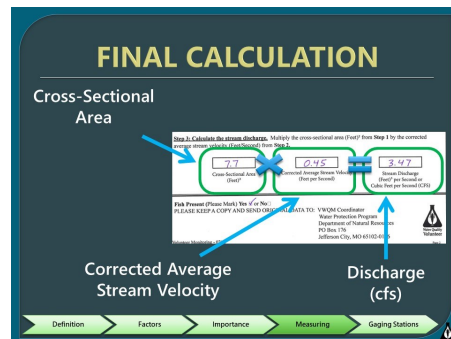 FINAL CALCULATION
Cross-Sectional
Area
Step 3: Calculate the stream discharge. Multiply the cross-sectional area (Feet)² from Step 1 by the corrected
average stream velocity (Feet/Second) from Step 2.
7.7
0.45
3.47
Cross-Sectional Area
(Feet)²
Corrected Average Stream
(Feet per Second)
Stream Discharge
(Feet)³ per Second or
Cubic Feet per Second (CFS)
Fish Present (Please Mark) Yes ✓ or No□
PLEASE KEEP A COPY AND SEND DATA TO:
VWQM Coordinator
Water Protection Program
Department of Natural
PO Box 176
Jefferson City, MO
Water Quality
Volunteer
Corrected Average
Stream Velocity
Discharge
(cfs)
Definition
Factors
Importance
Measuring
Gaging Stations